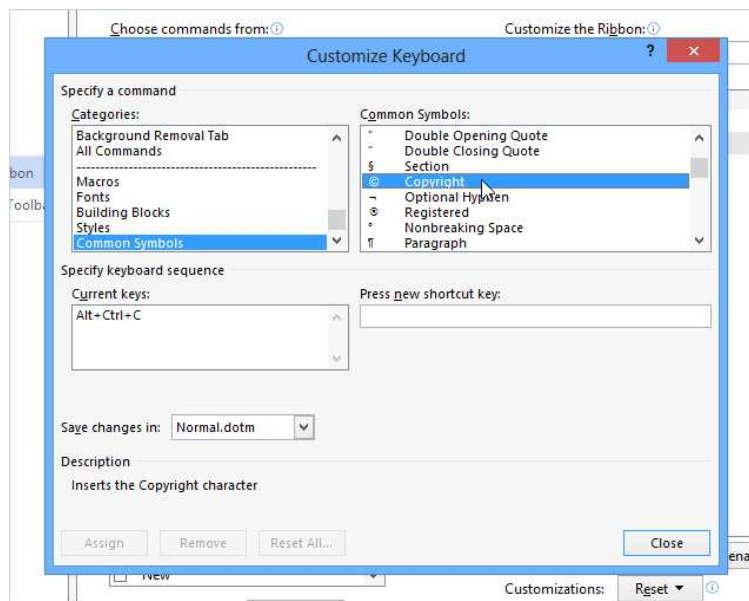 Choose commands from:
Customize the Ribbon:
Customize Keyboard
?
Specify a command
Categories:
Background Removal Tab
All Commands
Macros
Fonts
Building Blocks
Styles
Common Symbols
Common Symbols:
Double Opening Quote
Double Closing Quote
§ Section
© Copyright
¬ Optional Hyphen
® Registered
° Nonbreaking Space
¶ Paragraph
bon
Toolba
Specify keyboard sequence
Current keys:
Alt+Ctrl+C
Press new shortcut key:
Save changes in: Normal.dotm
Description
Inserts the Copyright character
Assign Remove Reset All... Close
New
ena
Customizations: Reset